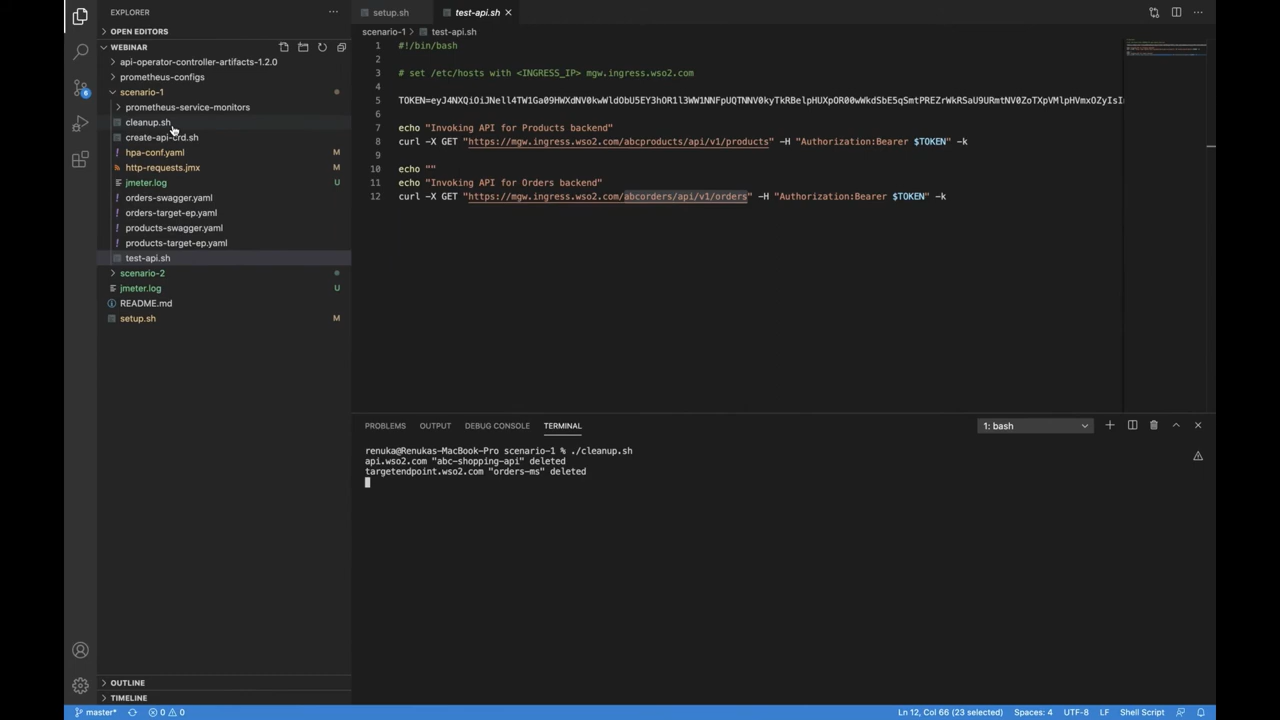 EXPLORER
OPEN EDITORS
WEBINAR
api-operator-controller-artifacts-1.2.0
prometheus-configs
scenario-1
prometheus-service-monitors
cleanup.sh
create-api-crd.sh
hpa-conf.yaml M
http-requests.jmx M
jmeter.log U
orders-swagger.yaml
orders-target-ep.yaml
products-swagger.yaml
products-target-ep.yaml
test-api.sh
scenario-2
jmeter.log U
README.md
setup.sh M
OUTLINE
TIMELINE
setup.sh test-api.sh
scenario-1 > test-api.sh
1 #!/bin/bash
2
3 # set /etc/hosts with <INGRESS_IP> mgw.ingress.wso2.com
4
5
6
7 echo "Invoking API for Products backend"
8 curl -X GET "https://mgw.ingress.wso2.com/abcproducts/api/v1/products" -H "Authorization:Bearer $TOKEN" -k
9
10 echo ""
11 echo "Invoking API for Orders backend"
12 curl -X GET "https://mgw.ingress.wso2.com/abcorders/api/v1/orders" -H "Authorization:Bearer $TOKEN" -k
PROBLEMS OUTPUT DEBUG CONSOLE TERMINAL 1: bash
renuka@Renukas-MacBook-Pro scenario-1 % ./cleanup.sh
api.wso2.com "abc-shopping-api" deleted
targetendpoint.wso2.com "orders-ms" deleted
master* 0 0 Ln 12, Col 66 (23 selected) Spaces: 4 UTF-8 LF Shell Script